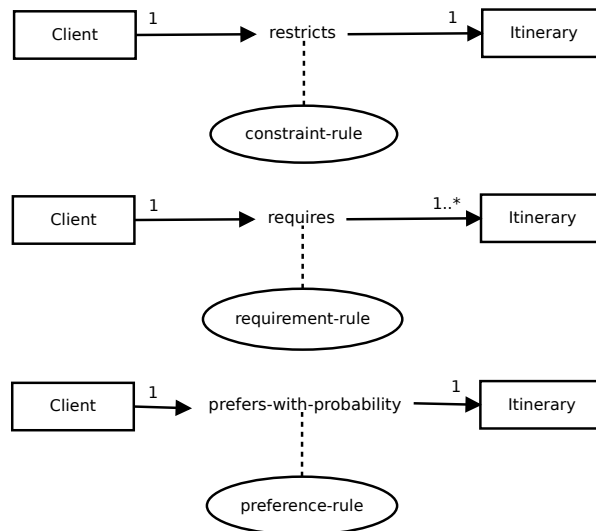 1
1
Client
restricts
Itinerary
constraint-rule
1
1..*
Client
requires
Itinerary
requirement-rule
1
1
Client
prefers-with-probability
Itinerary
preference-rule